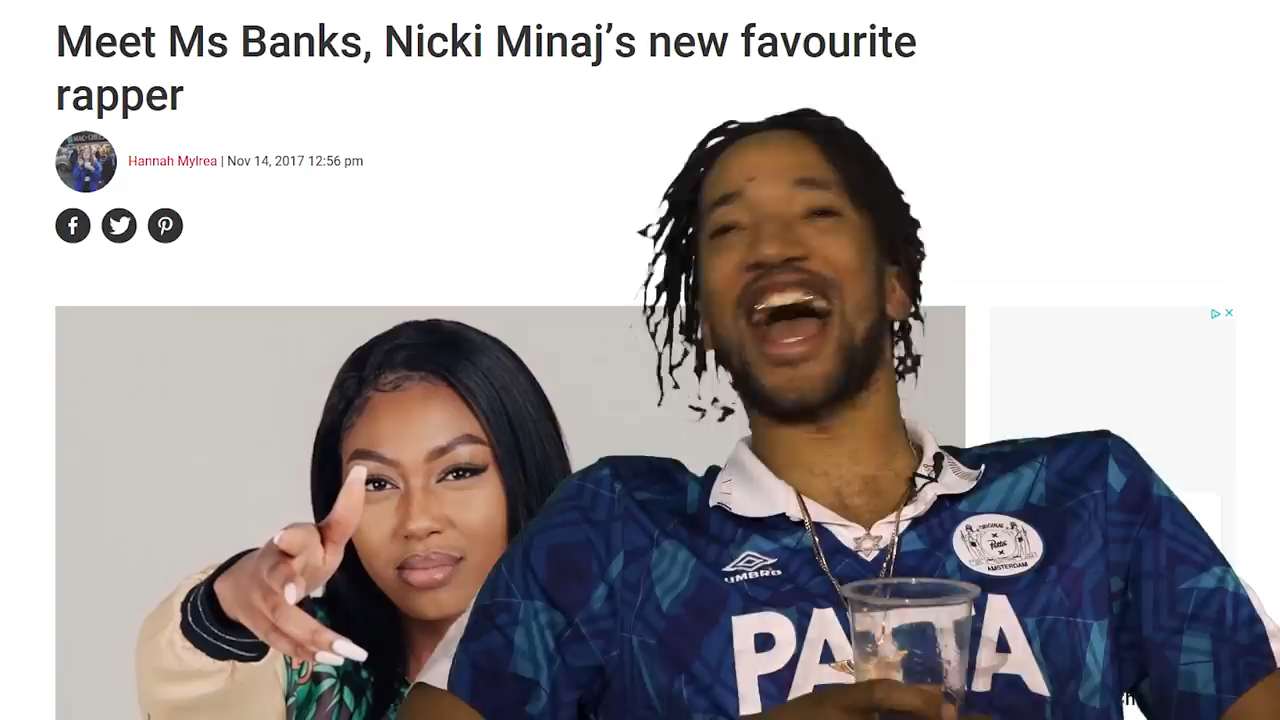 Meet Ms Banks, Nicki Minaj’s new favourite
rapper
Hannah Mylrea | Nov 14, 2017 12:56 pm
UMBRO
ORIGINAL
Patta
AMSTERDAM